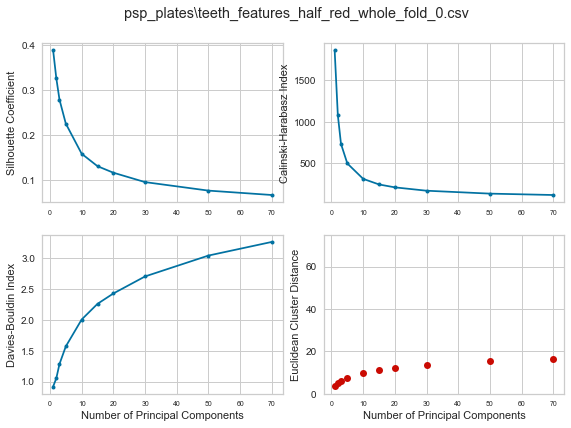 psp_plates\teeth_features_half_red_whole_fold_0.csv
Silhouette Coefficient
0.4
0.3
0.2
0.1
0 10 20 30 40 50 60 70
Calinski-Harabasz Index
1500
1000
500
0 10 20 30 40 50 60 70
Davies-Bouldin Index
3.0
2.5
2.0
1.5
1.0
0 10 20 30 40 50 60 70
Number of Principal Components
Euclidean Cluster Distance
60
40
20
0
0 10 20 30 40 50 60 70
Number of Principal Components